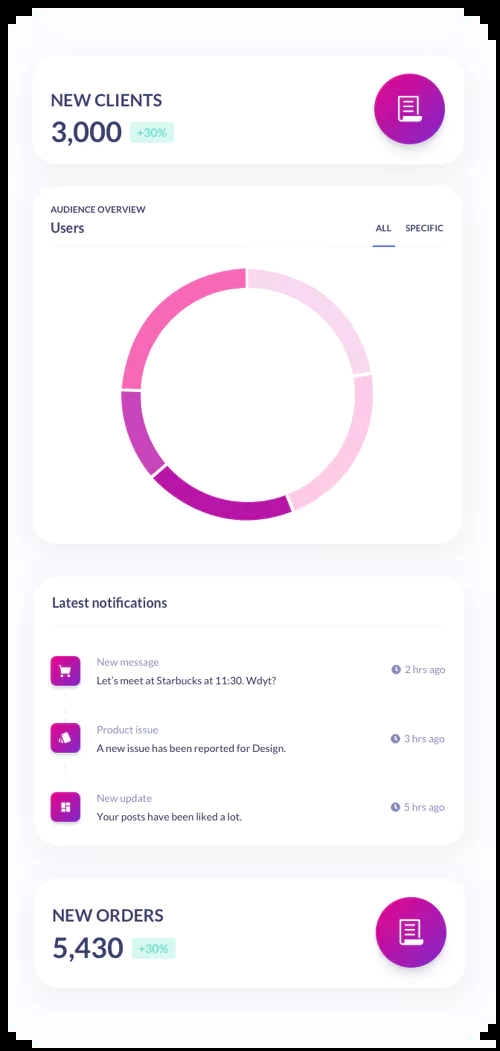 NEW CLIENTS
3,000 +30%
AUDIENCE OVERVIEW
Users
ALL SPECIFIC
Latest notifications
New message
Let's meet at Starbucks at 11:30. Wdyt?
2 hrs ago
Product issue
A new issue has been reported for Design.
3 hrs ago
New update
Your posts have been liked a lot.
5 hrs ago
NEW ORDERS
5,430 +30%